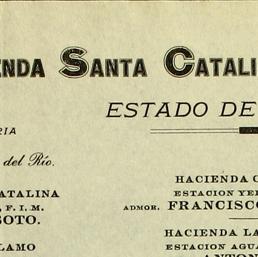 ENDA SANTA CATALI
ESTADO DE
RIA
del Río.
HACIENDA C
ATALINA
ESTACION YE
, F. I. M.
ADMOR. FRANCISCO
SOTO.
HACIENDA LA
LAMO
ESTACION AGUA
ANTON